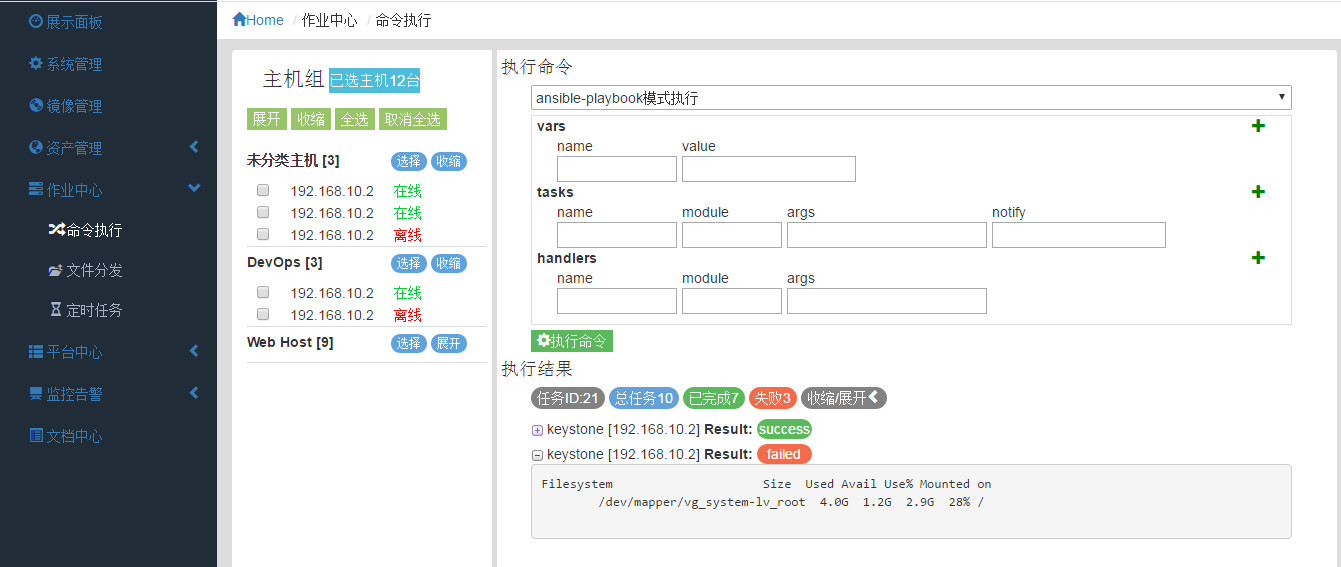 展示面板
系统管理
镜像管理
资产管理
作业中心
命令执行
文件分发
定时任务
平台中心
监控告警
文档中心
Home / 作业中心 / 命令执行
主机组 已选主机12台
展开 收缩 全选 取消全选
未分类主机 [3] 选择 收缩
192.168.10.2 在线
192.168.10.2 在线
192.168.10.2 离线
DevOps [3] 选择 收缩
192.168.10.2 在线
192.168.10.2 离线
Web Host [9] 选择 展开
执行命令
ansible-playbook模式执行
vars
name value
tasks
name module args notify
handlers
name module args
执行命令
执行结果
任务ID:21 总任务10 已完成7 失败3 收缩/展开
keystone [192.168.10.2] Result: success
keystone [192.168.10.2] Result: failed
Filesystem Size Used Avail Use% Mounted on
/dev/mapper/vg_system-lv_root 4.0G 1.2G 2.9G 28% /